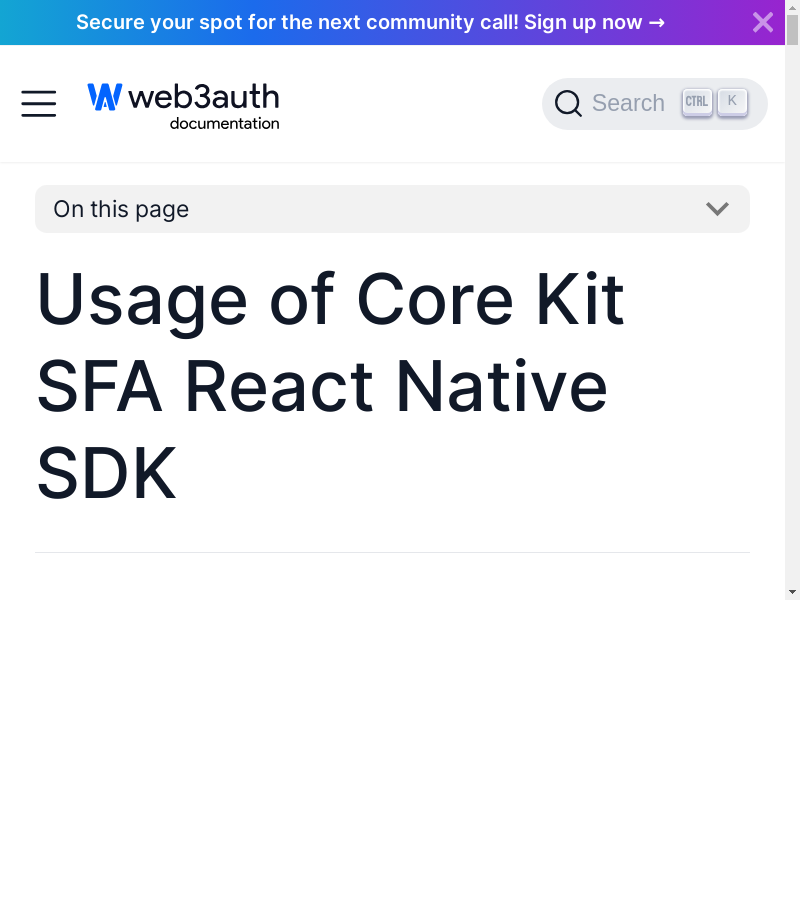 Secure your spot for the next community call! Sign up now →
web3auth
documentation
Search CTRL K
On this page
Usage of Core Kit
SFA React Native
SDK